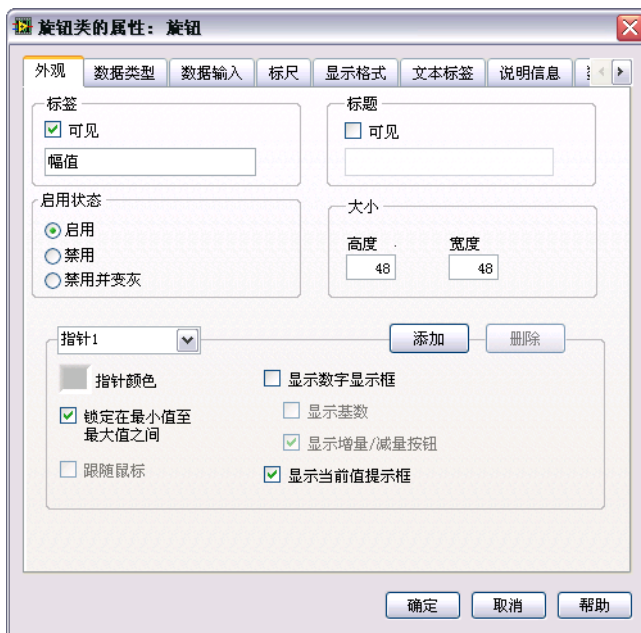 旋钮类的属性：旋钮
外观 数据类型 数据输入 标尺 显示格式 文本标签 说明信息
标签 标题
可见 可见
幅值
启用状态 大小
启用 高度 宽度
禁用 48 48
禁用并变灰
指针1 添加 删除
指针颜色 显示数字显示框
锁定在最小值至 显示基数
最大值之间 显示增量/减量按钮
跟随鼠标 显示当前值提示框
确定 取消 帮助